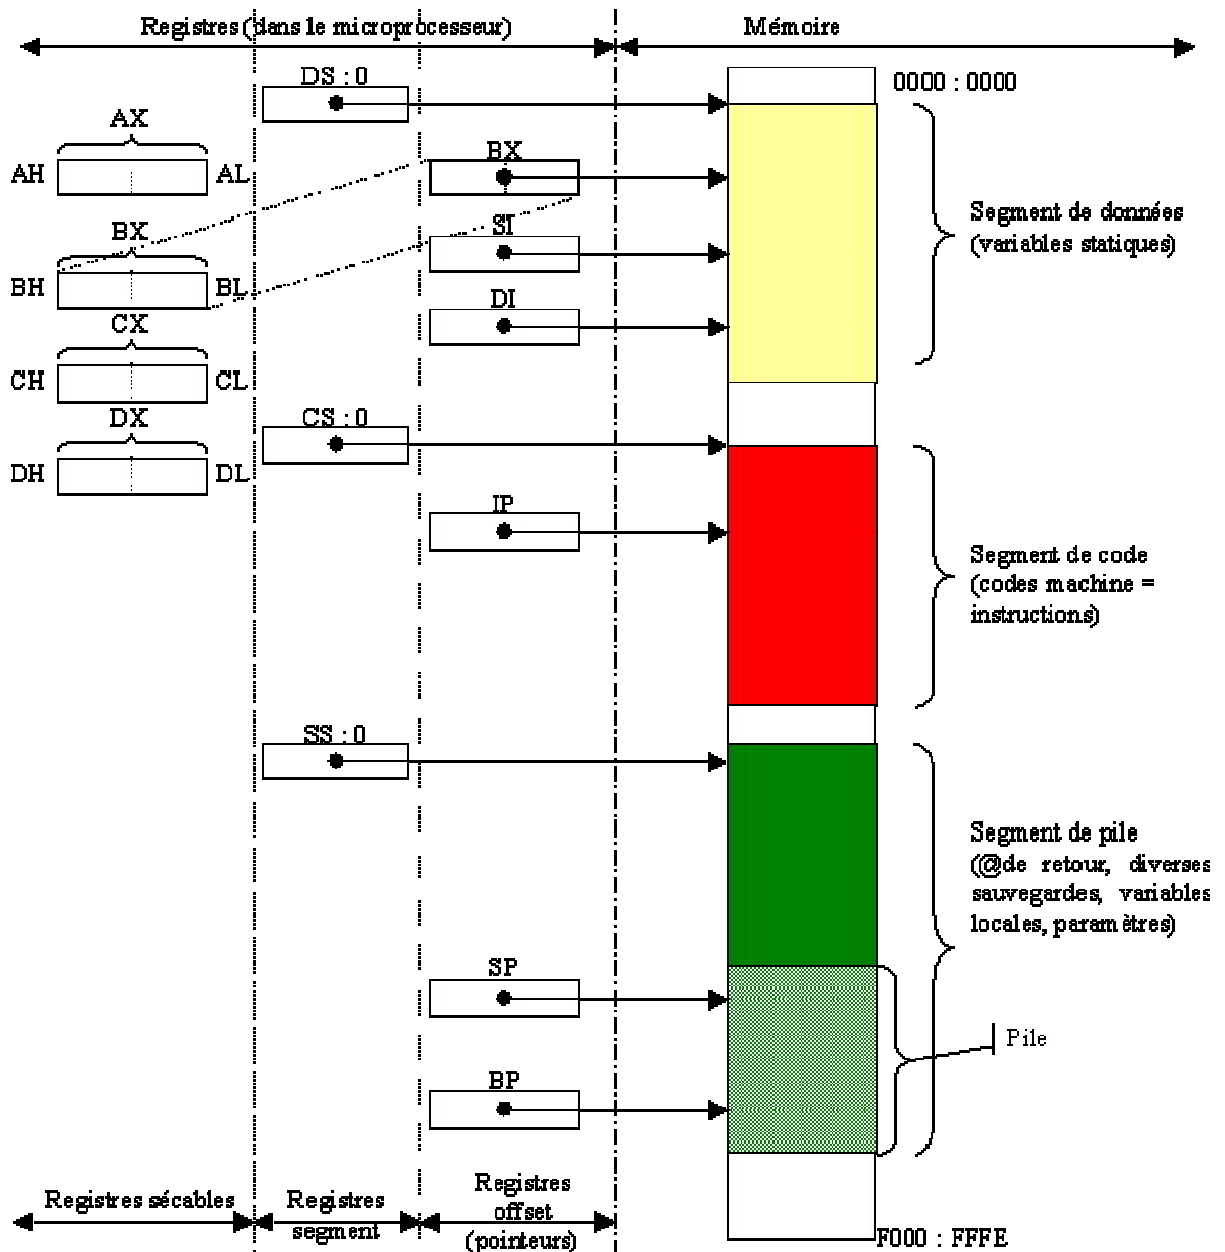 Registres (dans le microprocesseur)
Mémoire
DS : 0
0000 : 0000
AX
AH
AL
BX
BX
BH
BL
SI
DI
Segment de données
(variables statiques)
CX
CH
CL
DX
DH
DL
CS : 0
IP
Segment de code
(codes machine =
instructions)
SS : 0
Segment de pile
(@de retour, diverses
sauvegardes, variables
locales, paramètres)
SP
Pile
BP
Registres sécables
Registres
segment
Registres
offset
(pointeurs)
F000 : FFFE